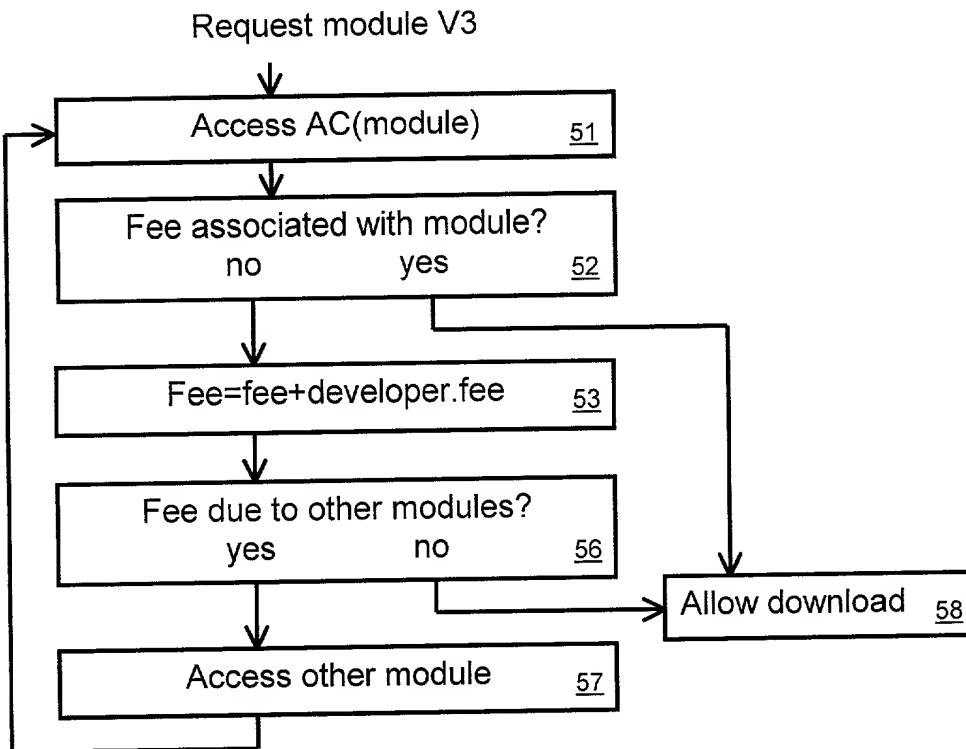 Request module V3
Access AC(module) 51
Fee associated with module?
no yes 52
Fee=fee+developer.fee 53
Fee due to other modules?
yes no 56
Allow download 58
Access other module 57